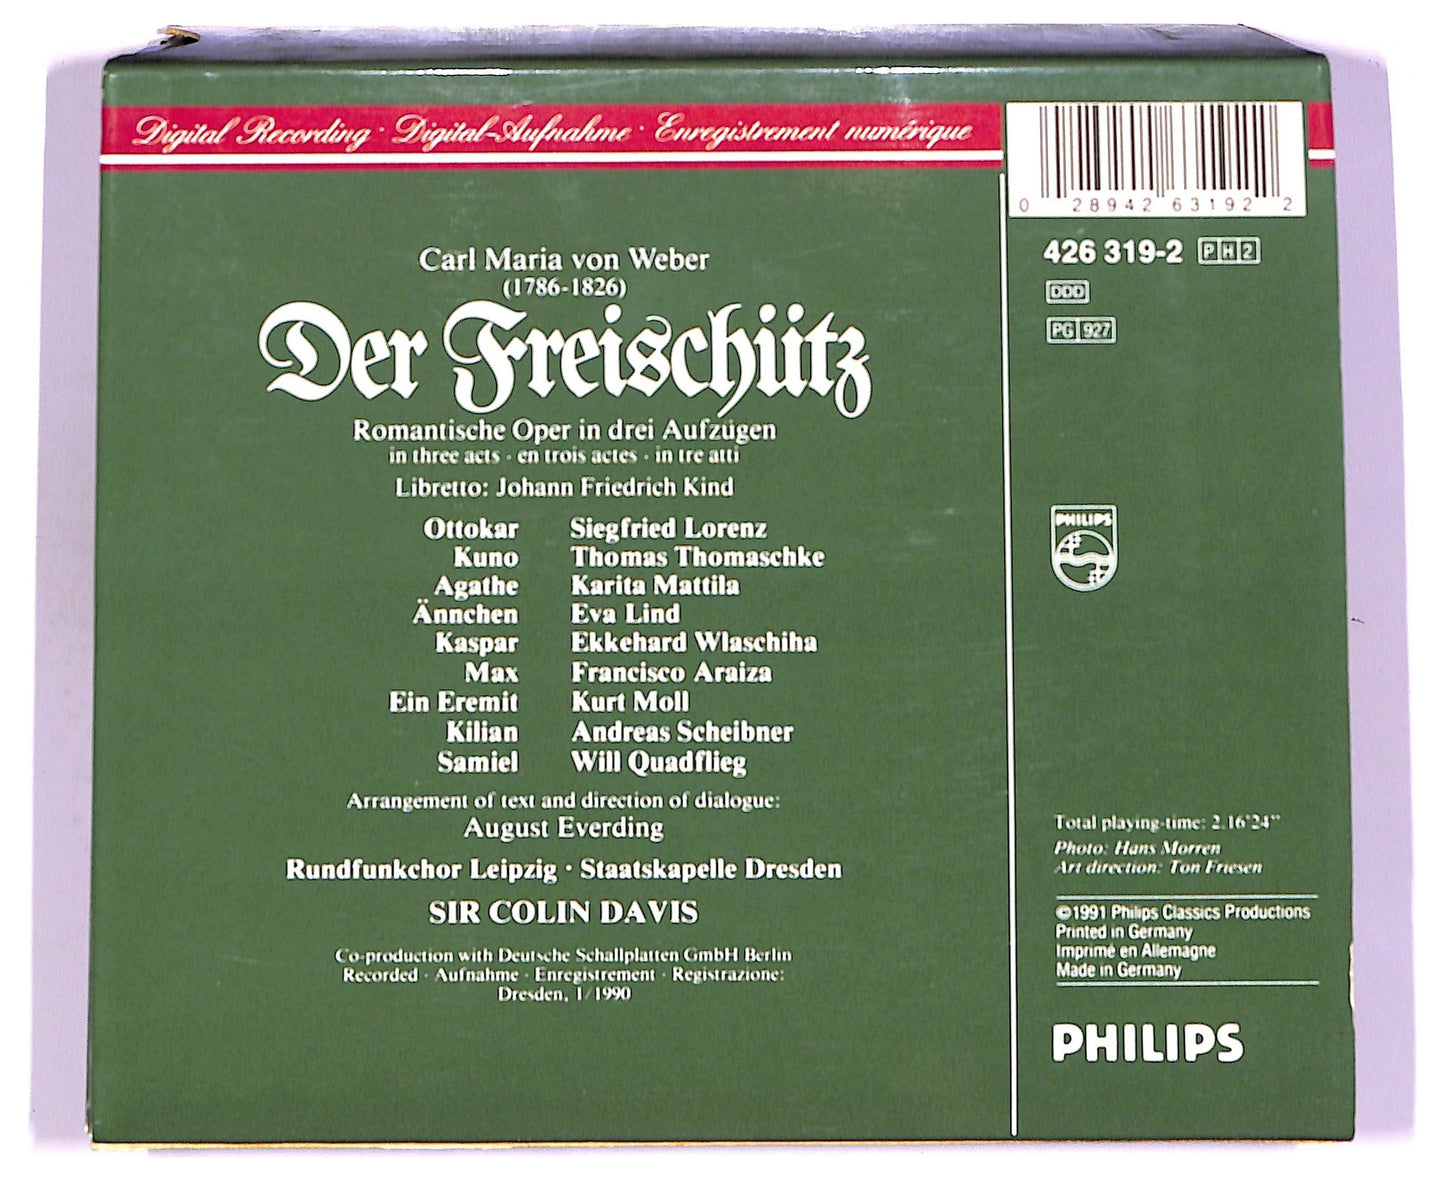 Digital Recording · Digital-Aufnahme · Enregistrement numérique
0 28942 63192 2
426 319-2 PH2
DDD
PG 927
Carl Maria von Weber
(1786-1826)
Der Freischütz
Romantische Oper in drei Aufzügen
in three acts · en trois actes · in tre atti
Libretto: Johann Friedrich Kind
Ottokar Siegfried Lorenz
Kuno Thomas Thomaschke
Agathe Karita Mattila
Ännchen Eva Lind
Kaspar Ekkehard Wlaschiha
Max Francisco Araiza
Ein Eremit Kurt Moll
Kilian Andreas Scheibner
Samiel Will Quadflieg
Arrangement of text and direction of dialogue:
August Everding
Rundfunkchor Leipzig · Staatskapelle Dresden
SIR COLIN DAVIS
Co-production with Deutsche Schallplatten GmbH Berlin
Recorded · Aufnahme · Enregistrement · Registrazione:
Dresden, 1/1990
PHILIPS
Total playing-time: 2.16'24"
Photo: Hans Morren
Art direction: Ton Friesen
©1991 Philips Classics Productions
Printed in Germany
Imprimé en Allemagne
Made in Germany
PHILIPS